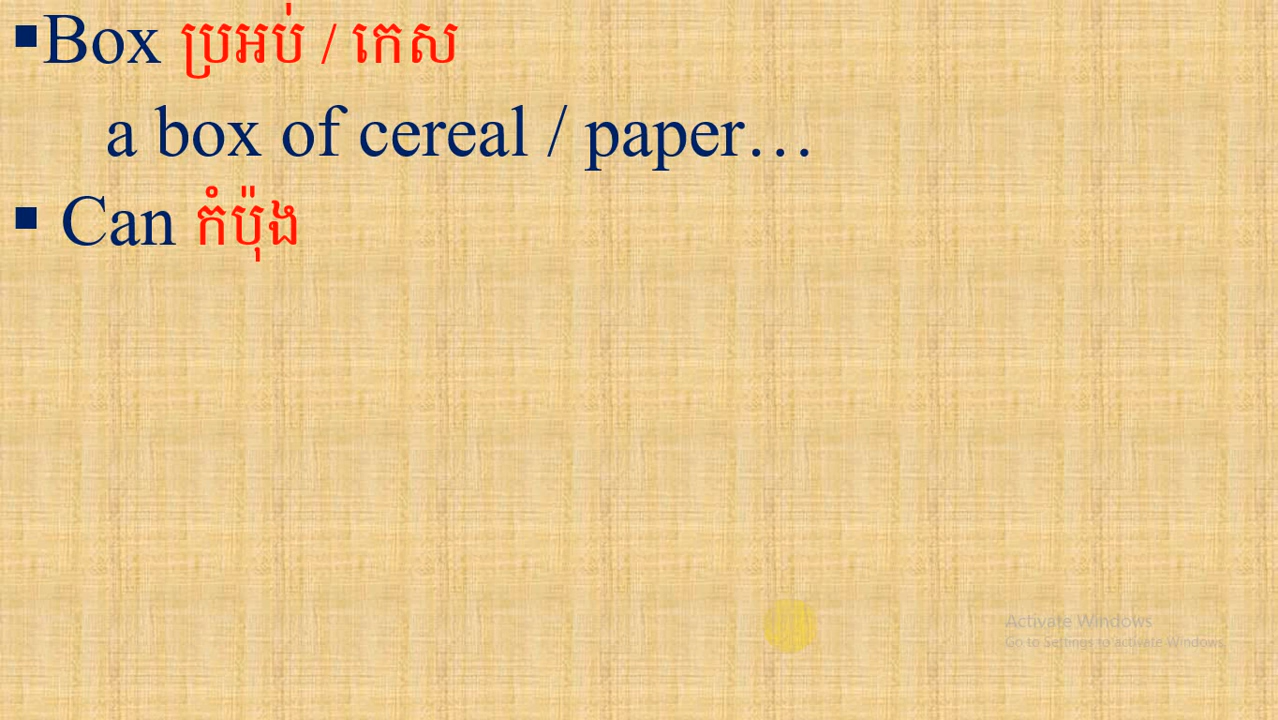 ▪Box ប្រអប់ / កេស
a box of cereal / paper…
▪ Can កំប៉ុង
Activate Windows
Go to Settings to activate Windows.